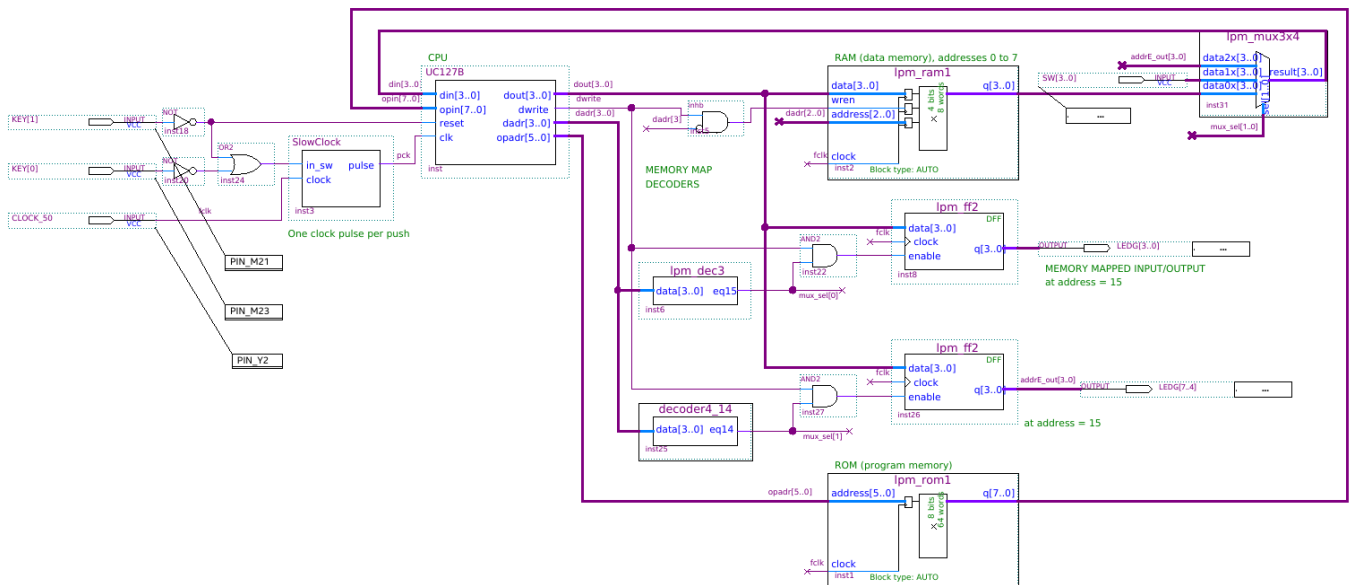 CPU
UC127B
din[3..0]
opin[7..0]
din[3..0]
opin[7..0]
reset
clk
dout[3..0]
dwrite
dadr[3..0]
opadr[5..0]
inst
dout[3..0]
dwrite
dadr[3..0]
KEY[1]
INPUT
VCC
NOT
inst18
KEY[0]
INPUT
VCC
NOT
inst20
OR2
inst24
CLOCK_50
INPUT
VCC
fclk
SlowClock
in_sw
clock
pulse
inst3
pck
One clock pulse per push
PIN_M21
PIN_M23
PIN_Y2
inhb
dadr[3]
MEMORY MAP
DECODERS
RAM (data memory), addresses 0 to 7
lpm_ram1
data[3..0]
wren
address[2..0]
clock
q[3..0]
4 bits
8 words
dadr[2..0]
fclk
inst2
Block type: AUTO
SW[3..0]
INPUT
VCC
...
lpm_mux3x4
addrE_out[3..0]
data2x[3..0]
data1x[3..0]
data0x[3..0]
result[3..0]
sel[1..0]
inst31
mux_sel[1..0]
lpm_ff2
DFF
data[3..0]
clock
enable
q[3..0]
fclk
inst8
AND2
inst22
OUTPUT
LEDG[3..0]
...
MEMORY MAPPED INPUT/OUTPUT
at address = 15
lpm_dec3
data[3..0]
eq15
inst6
mux_sel[0]
lpm_ff2
DFF
data[3..0]
clock
enable
q[3..0]
fclk
inst26
AND2
inst27
addrE_out[3..0]
OUTPUT
LEDG[7..4]
...
at address = 15
decoder4_14
data[3..0]
eq14
inst25
mux_sel[1]
ROM (program memory)
lpm_rom1
opadr[5..0]
address[5..0]
q[7..0]
8 bits
64 words
fclk
clock
inst1
Block type: AUTO